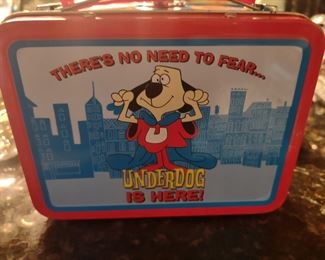 THERE'S NO NEED TO FEAR...
U
UNDERDOG
IS HERE!